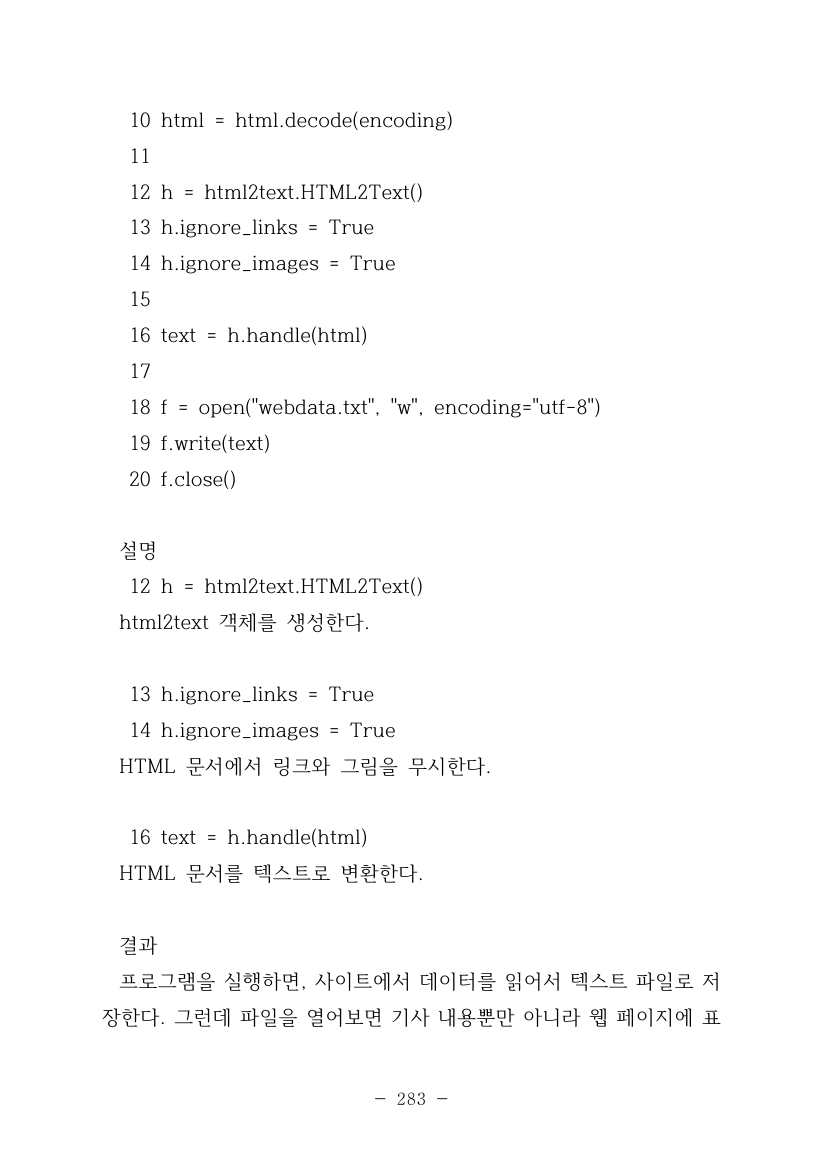 10 html = html.decode(encoding)
11
12 h = html2text.HTML2Text()
13 h.ignore_links = True
14 h.ignore_images = True
15
16 text = h.handle(html)
17
18 f = open("webdata.txt", "w", encoding="utf-8")
19 f.write(text)
20 f.close()
설명
12 h = html2text.HTML2Text()
html2text 객체를 생성한다.
13 h.ignore_links = True
14 h.ignore_images = True
HTML 문서에서 링크와 그림을 무시한다.
16 text = h.handle(html)
HTML 문서를 텍스트로 변환한다.
결과
프로그램을 실행하면, 사이트에서 데이터를 읽어서 텍스트 파일로 저
장한다. 그런데 파일을 열어보면 기사 내용뿐만 아니라 웹 페이지에 표
- 283 -